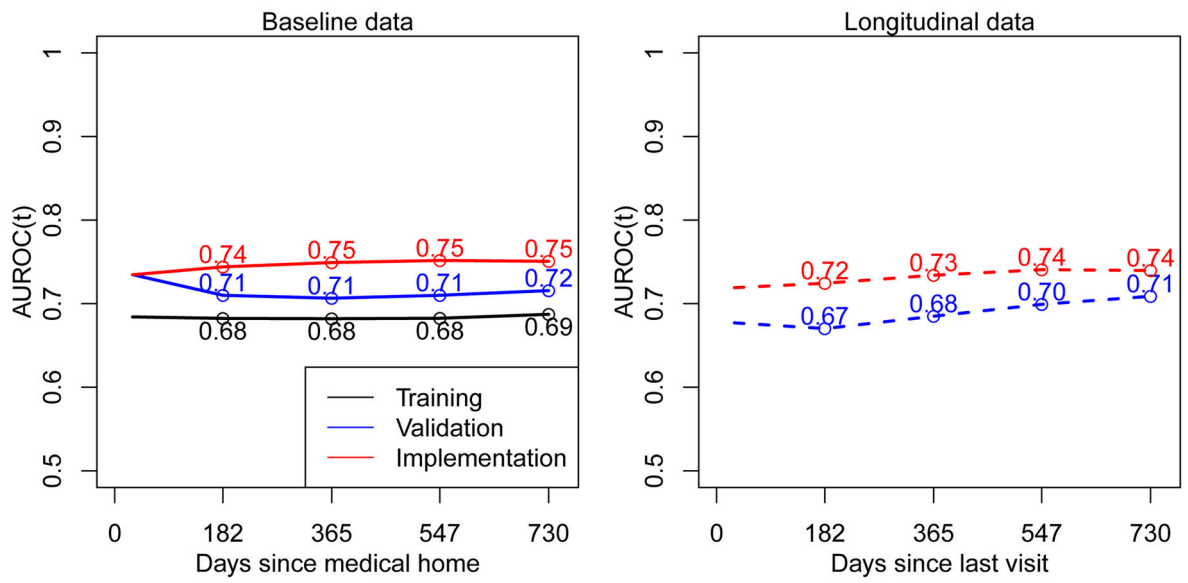 Baseline data
AUROC(t)
1
0.9
0.8
0.7
0.6
0.5
0.74 0.75 0.75 0.75
0.71 0.71 0.71 0.72
0.68 0.68 0.68 0.69
Training
Validation
Implementation
0 182 365 547 730
Days since medical home
Longitudinal data
AUROC(t)
1
0.9
0.8
0.7
0.6
0.5
0.72 0.73 0.74 0.74
0.67 0.68 0.70 0.71
0 182 365 547 730
Days since last visit